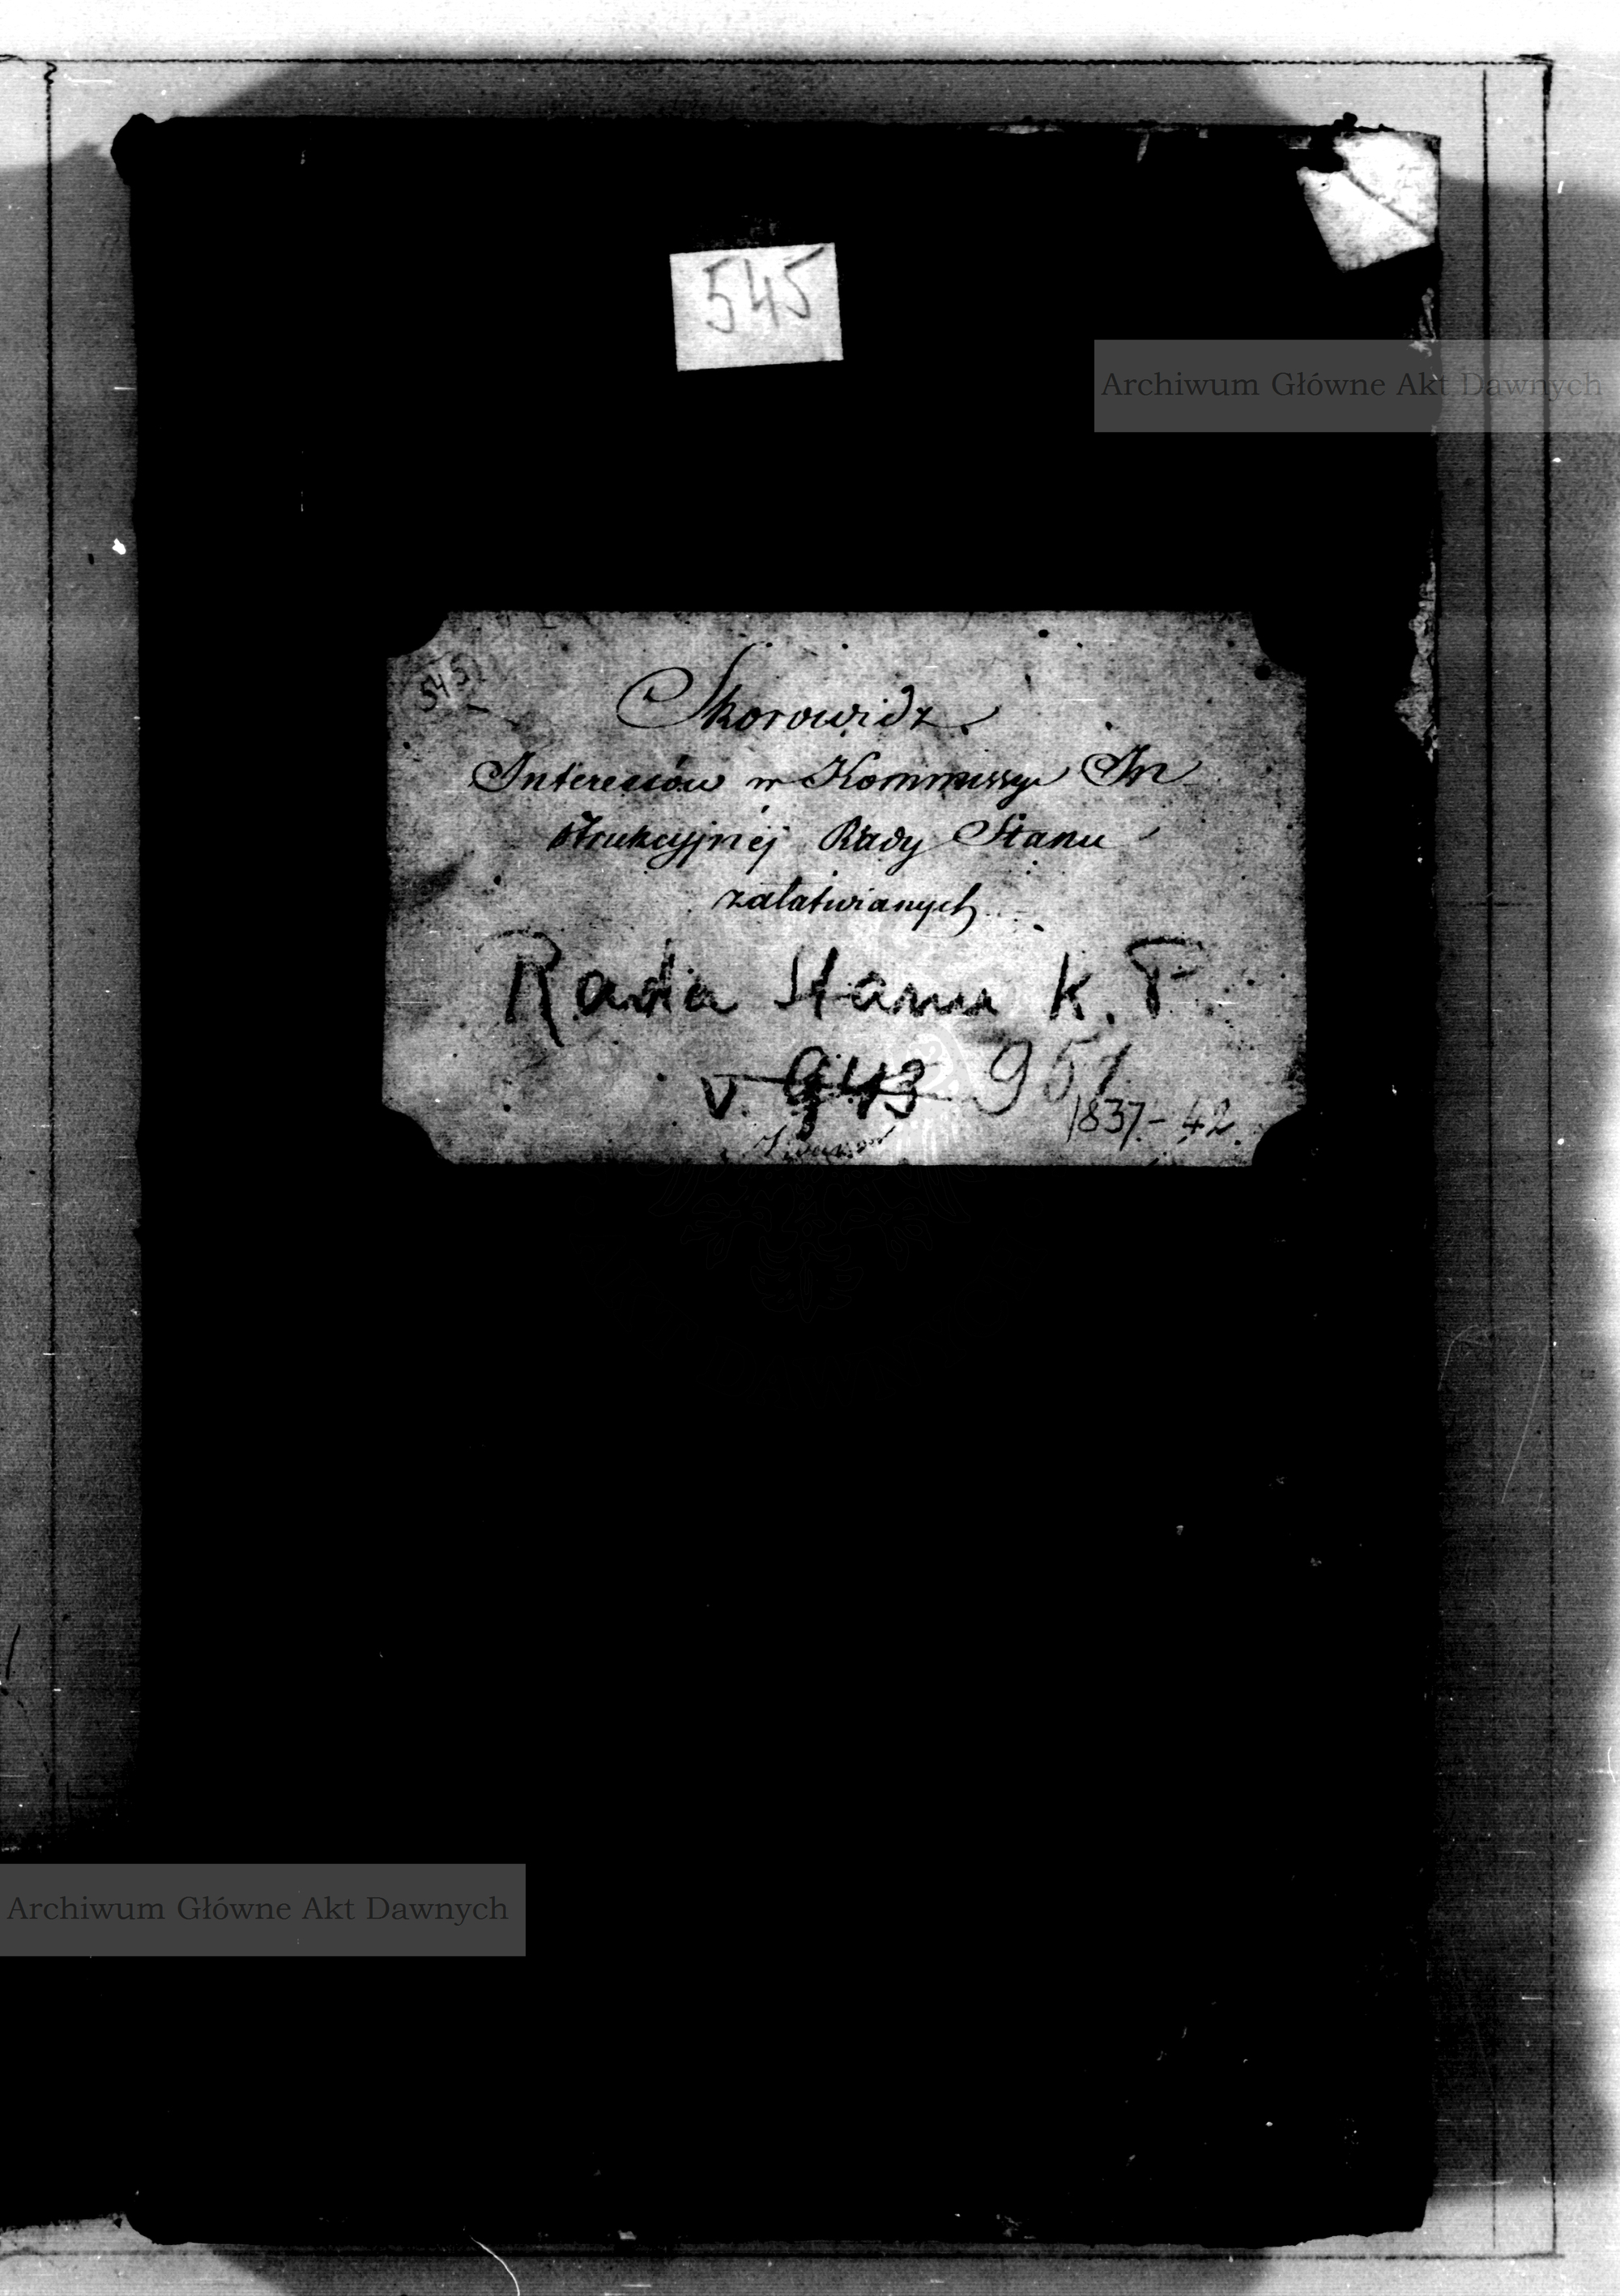 545
Archiwum Główne Akt Dawnych
545
Skorowidz
Interessów w Kommissyi In
strukcyjnéj Rady Stanu
załatwianych
Rada Stanu K. P.
V. 943 951
1837 - 42.
Archiwum Główne Akt Dawnych